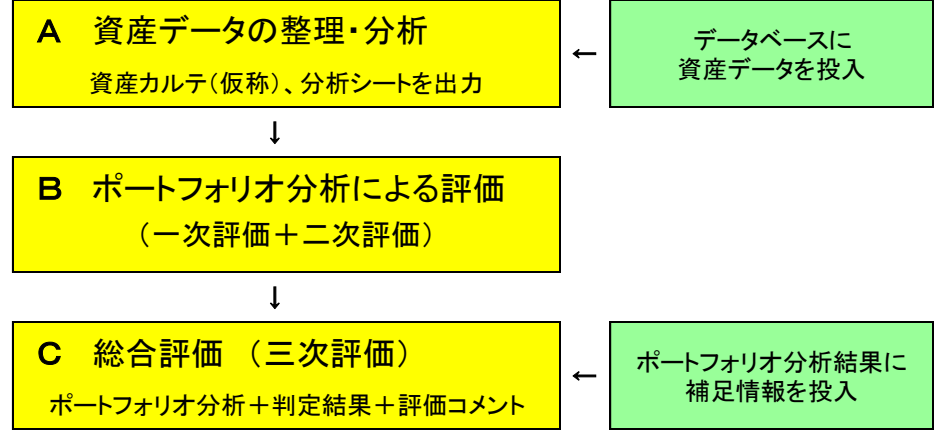 A 資産データの整理・分析
資産カルテ(仮称)、分析シートを出力
←
データベースに
資産データを投入
↓
B ポートフォリオ分析による評価
(一次評価+二次評価)
↓
C 総合評価 (三次評価)
ポートフォリオ分析+判定結果+評価コメント
←
ポートフォリオ分析結果に
補足情報を投入